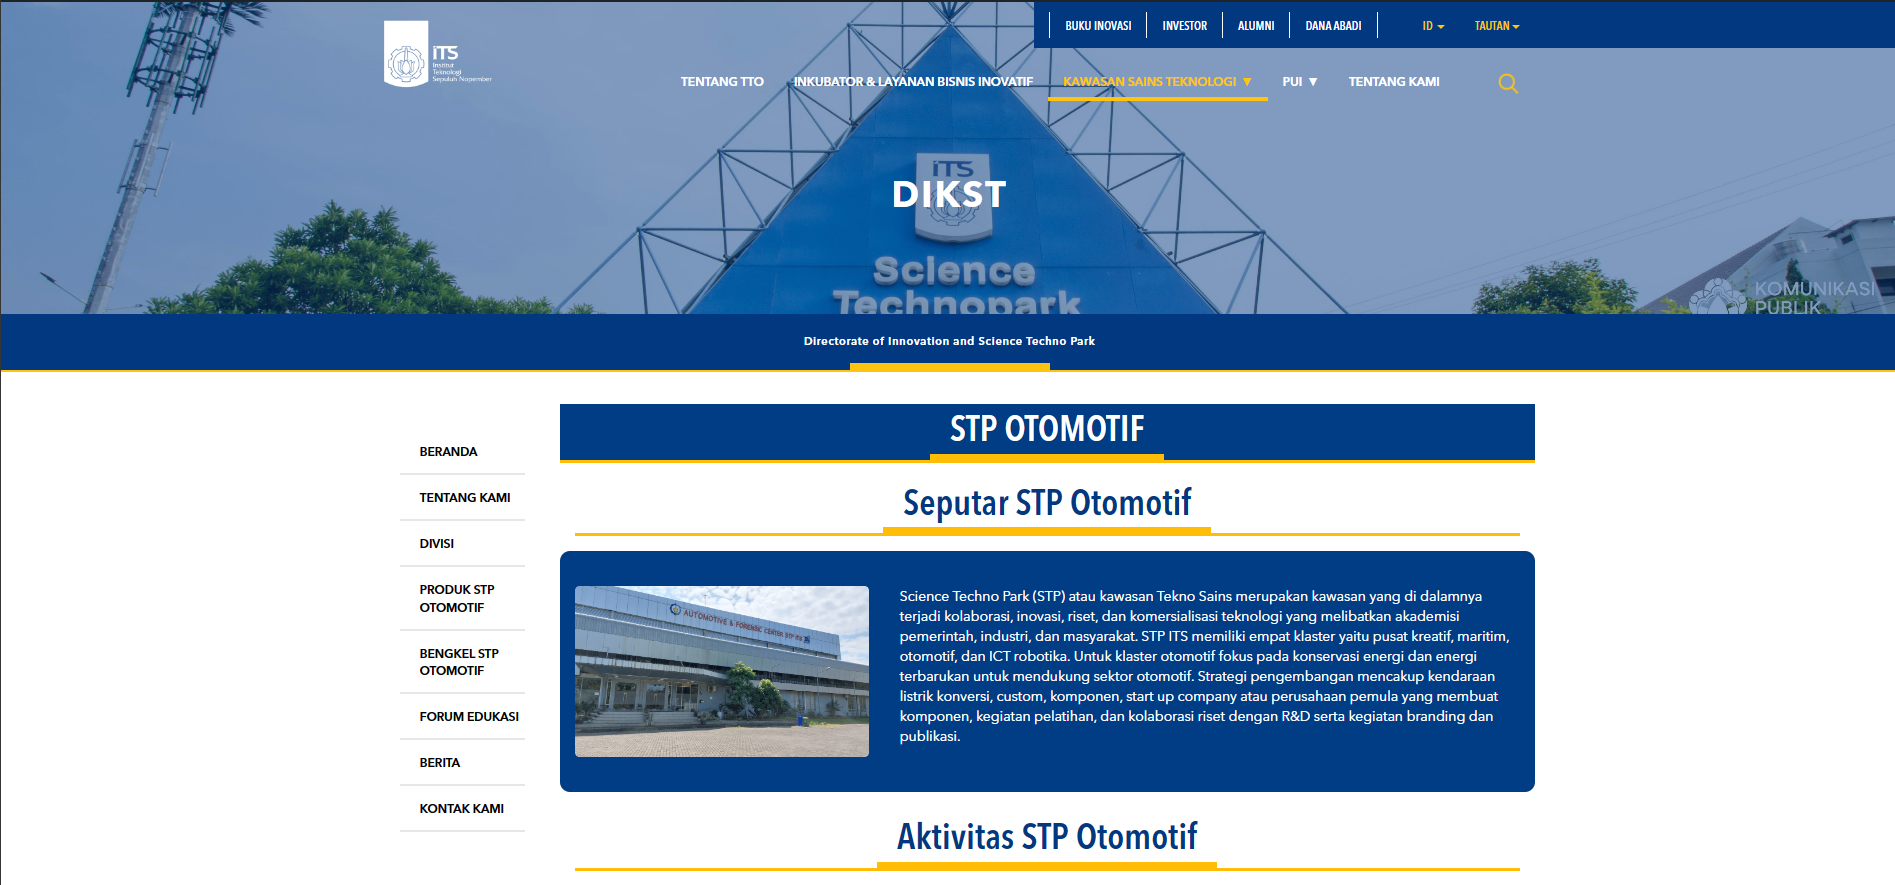 BUKU INOVASI
INVESTOR
ALUMNI
DANA ABADI
ID
TAUTAN
iTS
Institut
Teknologi
Sepuluh Nopember
TENTANG TTO
INKUBATOR & LAYANAN BISNIS INOVATIF
KAWASAN SAINS TEKNOLOGI ▼
PUI ▼
TENTANG KAMI
iTS
DIKST
Science
Technopark
KOMUNIKASI
PUBLIK
Directorate of Innovation and Science Techno Park
BERANDA
TENTANG KAMI
DIVISI
PRODUK STP
OTOMOTIF
BENGKEL STP
OTOMOTIF
FORUM EDUKASI
BERITA
KONTAK KAMI
STP OTOMOTIF
Seputar STP Otomotif
AUTOMOTIVE & FORENSIC CENTER STP ITS
Science Techno Park (STP) atau kawasan Tekno Sains merupakan kawasan yang di dalamnya
terjadi kolaborasi, inovasi, riset, dan komersialisasi teknologi yang melibatkan akademisi
pemerintah, industri, dan masyarakat. STP ITS memiliki empat klaster yaitu pusat kreatif, maritim,
otomotif, dan ICT robotika. Untuk klaster otomotif fokus pada konservasi energi dan energi
terbarukan untuk mendukung sektor otomotif. Strategi pengembangan mencakup kendaraan
listrik konversi, custom, komponen, start up company atau perusahaan pemula yang membuat
komponen, kegiatan pelatihan, dan kolaborasi riset dengan R&D serta kegiatan branding dan
publikasi.
Aktivitas STP Otomotif